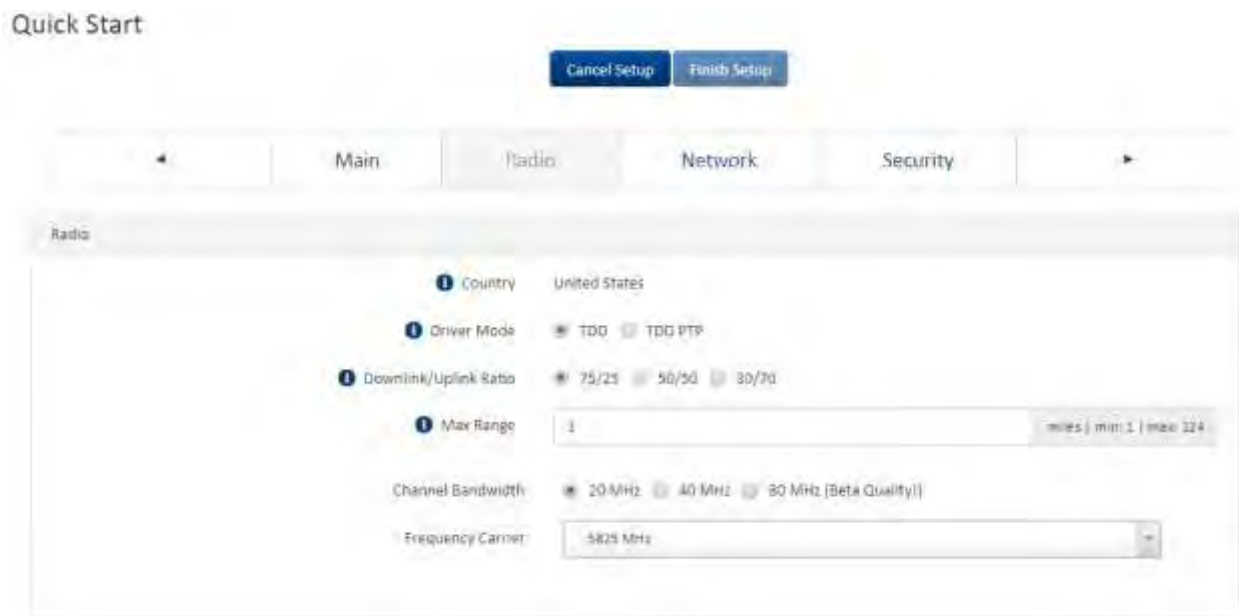 Quick Start
Cancel Setup Finish Setup
Main Radio Network Security
Radio
Country United States
Driver Mode TDD TDD PTP
Downlink/Uplink Ratio 75/25 50/50 30/70
Max Range 1 miles | min: 1 | max: 124
Channel Bandwidth 20 MHz 40 MHz 80 MHz (Beta Quality!)
Frequency Carrier 5825 MHz